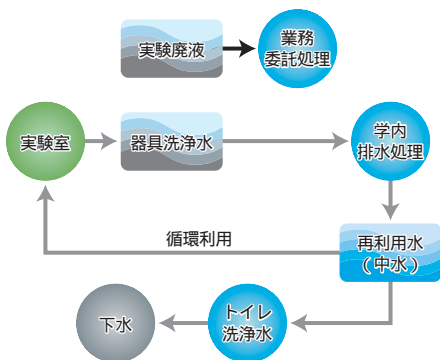 実験廃液
業務
委託処理
実験室
器具洗浄水
学内
排水処理
循環利用
再利用水
（中水）
下水
トイレ
洗浄水